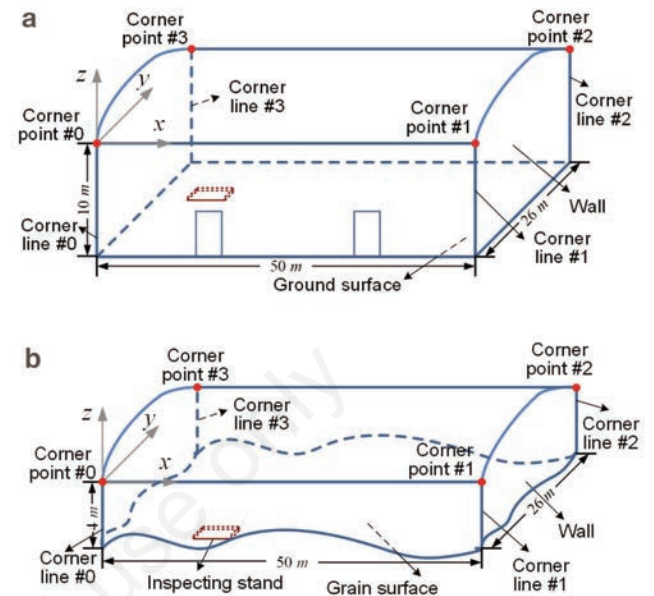 a
Corner
point #3
Corner
point #2
z
y
Corner
line #3
Corner
line #2
Corner
point #0
x
Corner
point #1
10 m
26 m
Wall
Corner
line #0
Corner
line #1
50 m
Ground surface
b
Corner
point #3
Corner
point #2
z
y
Corner
line #3
Corner
line #2
Corner
point #0
x
Corner
point #1
4 m
26 m
Wall
Corner
line #0
50 m
Corner
line #1
Inspecting stand
Grain surface
use only